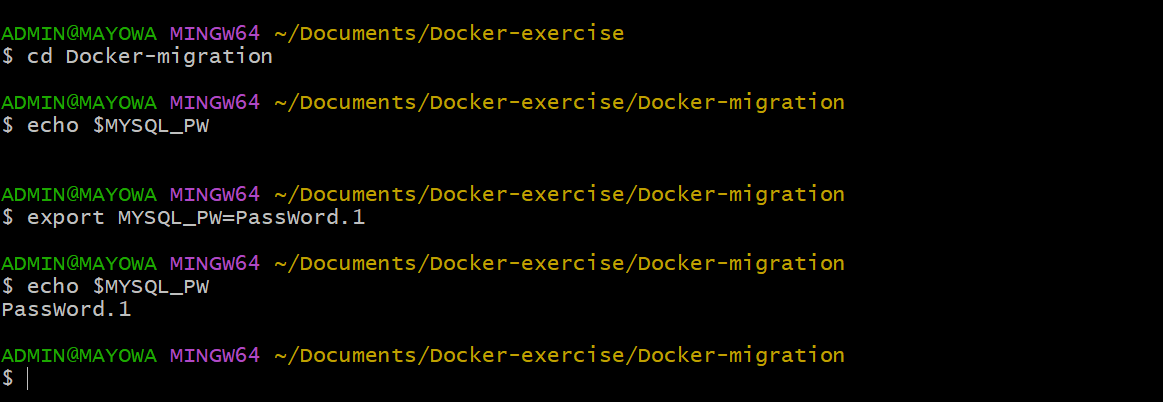 ADMIN@MAYOWA MINGW64 ~/Documents/Docker-exercise
$ cd Docker-migration
ADMIN@MAYOWA MINGW64 ~/Documents/Docker-exercise/Docker-migration
$ echo $MYSQL_PW
ADMIN@MAYOWA MINGW64 ~/Documents/Docker-exercise/Docker-migration
$ export MYSQL_PW=PassWord.1
ADMIN@MAYOWA MINGW64 ~/Documents/Docker-exercise/Docker-migration
$ echo $MYSQL_PW
PassWord.1
ADMIN@MAYOWA MINGW64 ~/Documents/Docker-exercise/Docker-migration
$